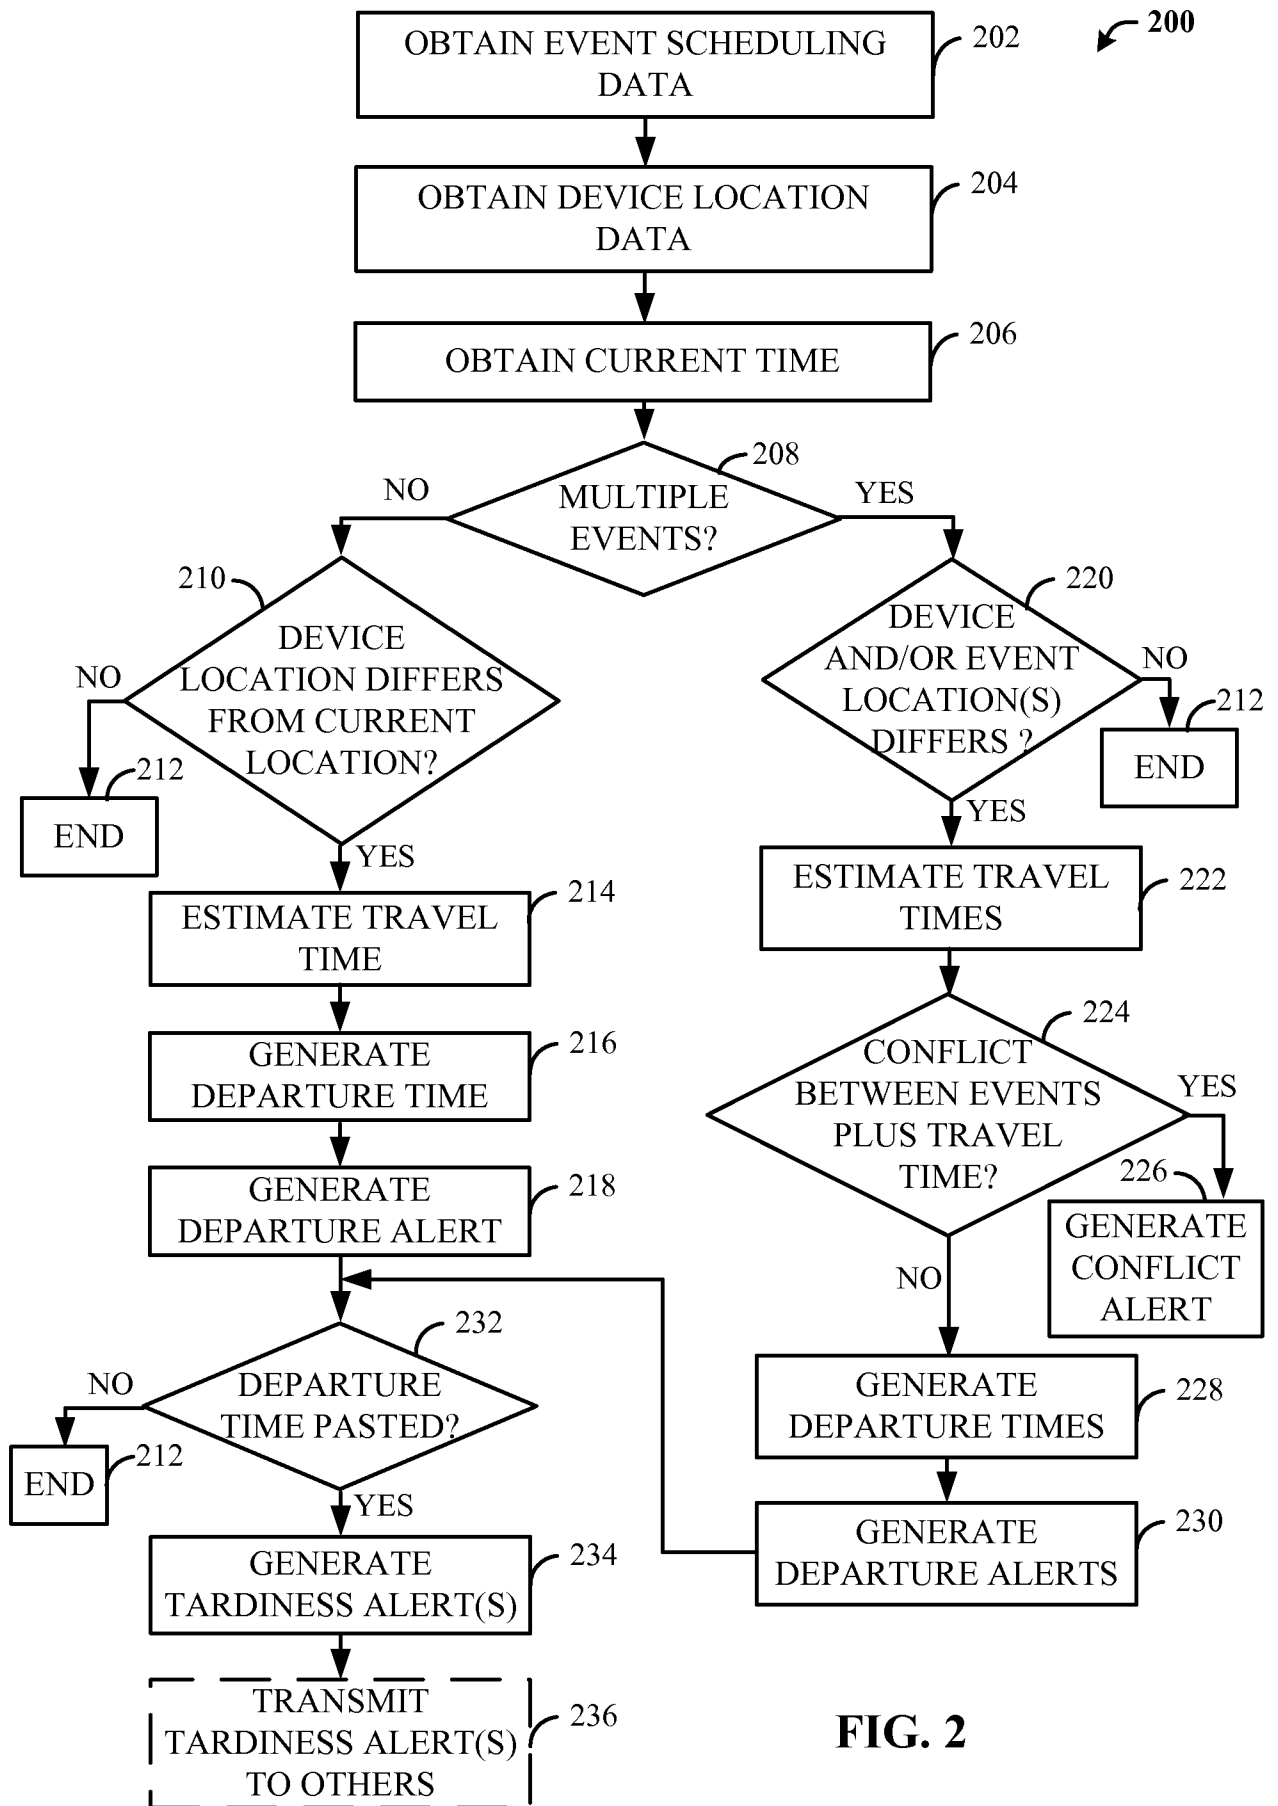 200
OBTAIN EVENT SCHEDULING
DATA
202
OBTAIN DEVICE LOCATION
DATA
204
OBTAIN CURRENT TIME
206
MULTIPLE
EVENTS?
208
NO
YES
210
DEVICE
LOCATION DIFFERS
FROM CURRENT
LOCATION?
NO
212
END
YES
ESTIMATE TRAVEL
TIME
214
GENERATE
DEPARTURE TIME
216
GENERATE
DEPARTURE ALERT
218
220
DEVICE
AND/OR EVENT
LOCATION(S)
DIFFERS ?
NO
212
END
YES
ESTIMATE TRAVEL
TIMES
222
224
CONFLICT
BETWEEN EVENTS
PLUS TRAVEL
TIME?
YES
226
GENERATE
CONFLICT
ALERT
NO
GENERATE
DEPARTURE TIMES
228
GENERATE
DEPARTURE ALERTS
230
232
DEPARTURE
TIME PASTED?
NO
212
END
YES
GENERATE
TARDINESS ALERT(S)
234
TRANSMIT
TARDINESS ALERT(S)
TO OTHERS
236
FIG. 2